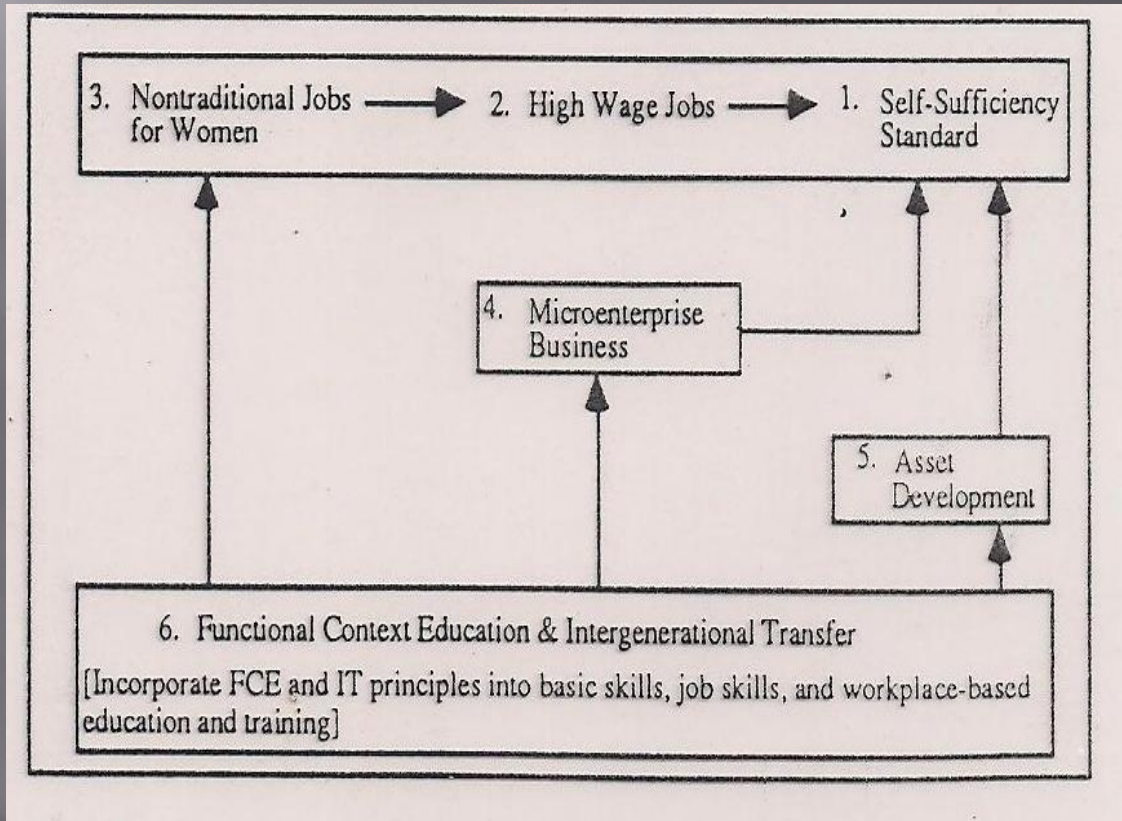 3. Nontraditional Jobs
for Women
2. High Wage Jobs
1. Self-Sufficiency
Standard
4. Microenterprise
Business
5. Asset
Development
6. Functional Context Education & Intergenerational Transfer
[Incorporate FCE and IT principles into basic skills, job skills, and workplace-based
education and training]